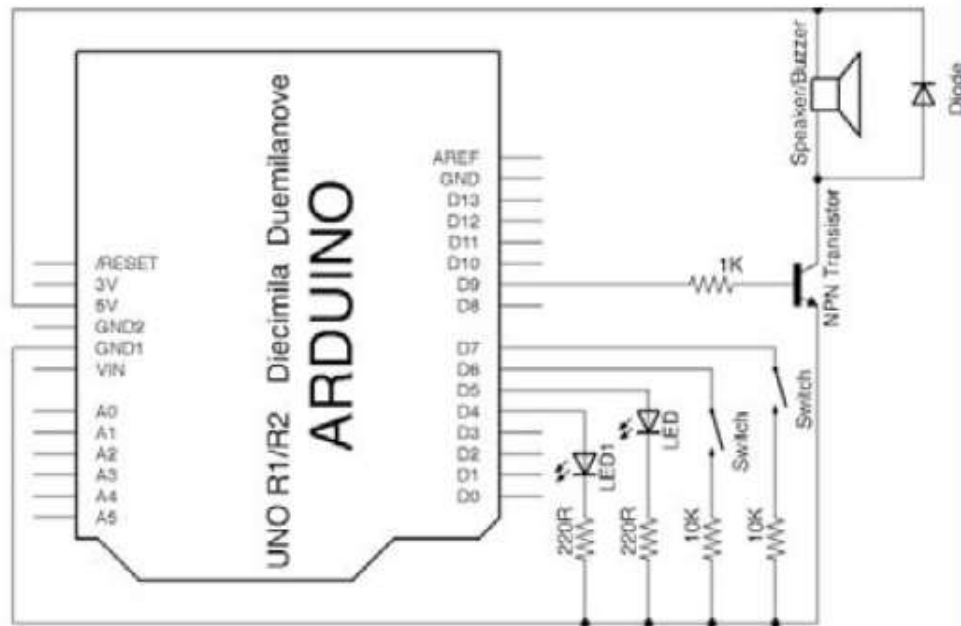 UNO R1/R2 Diecimila Duemilanove
ARDUINO
/RESET
3V
5V
GND2
GND1
VIN
A0
A1
A2
A3
A4
A5
AREF
GND
D13
D12
D11
D10
D9
D8
D7
D6
D5
D4
D3
D2
D1
D0
Speaker/Buzzer
Diode
1K
NPN Transistor
Switch
Switch
LED
LED1
220R
220R
10K
10K